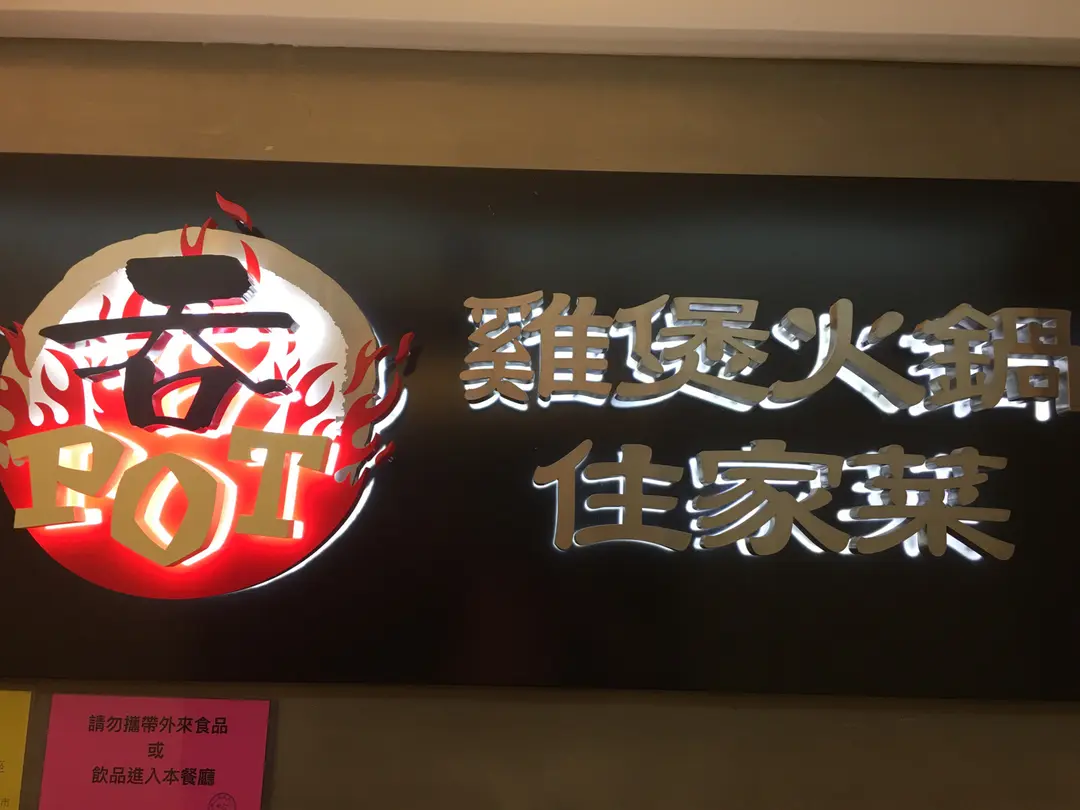 吞
POT
雞煲火鍋
住家菜
請勿攜帶外來食品
或
飲品進入本餐廳